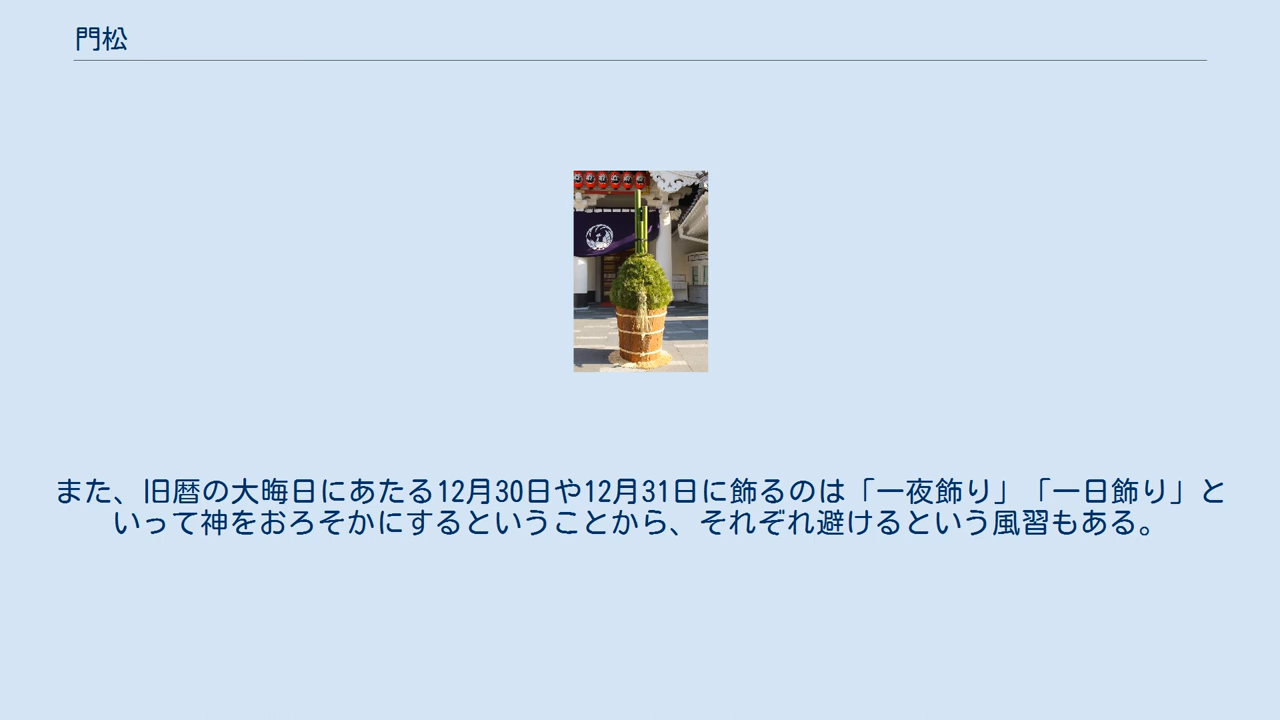 門松
また、旧暦の大晦日にあたる12月30日や12月31日に飾るのは「一夜飾り」「一日飾り」と
いって神をおろそかにするということから、それぞれ避けるという風習もある。